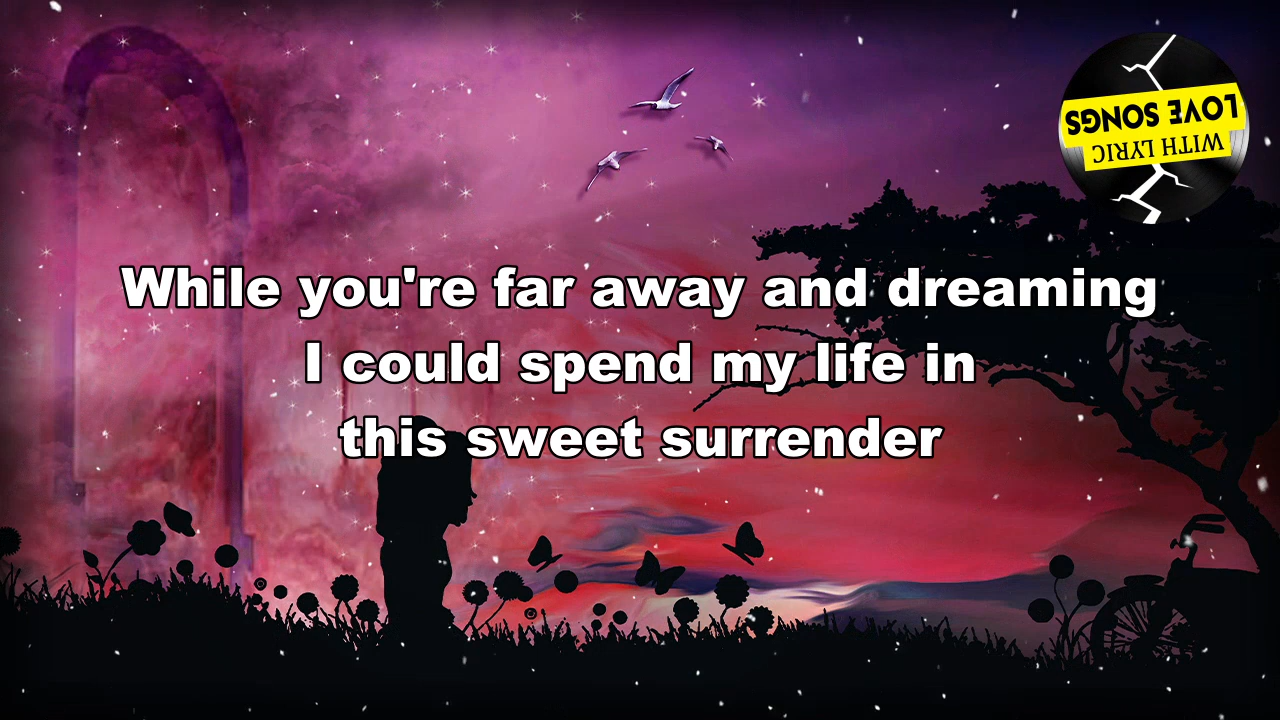 While you're far away and dreaming
I could spend my life in
this sweet surrender
LOVE SONGS
WITH LYRIC